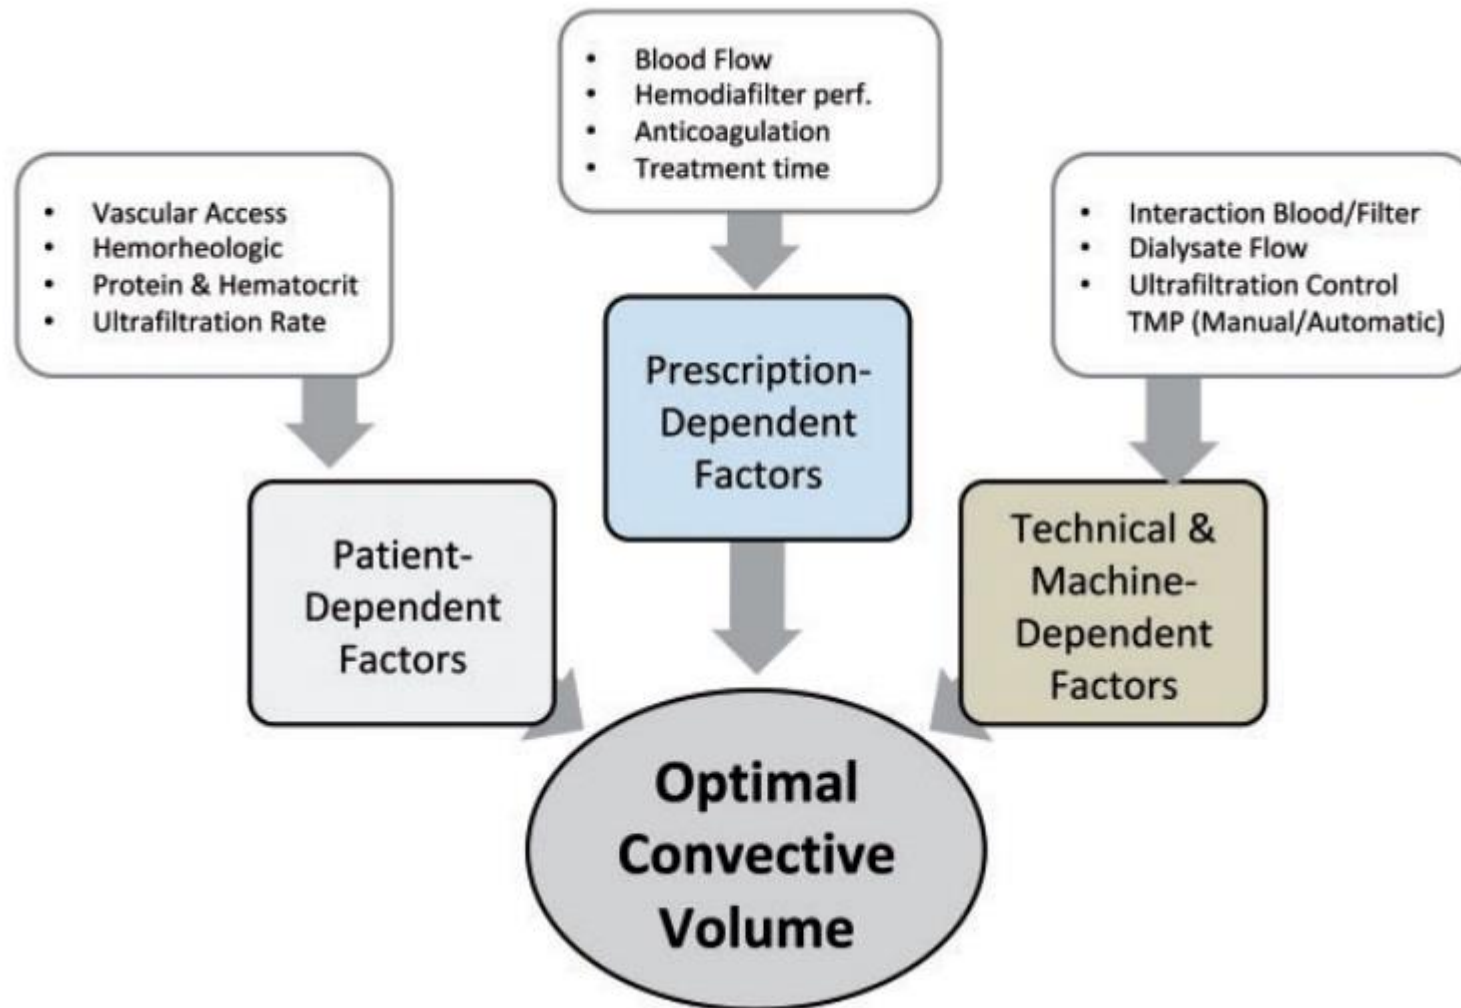 • Blood Flow
• Hemodiafilter perf.
• Anticoagulation
• Treatment time
• Vascular Access
• Hemorheologic
• Protein & Hematocrit
• Ultrafiltration Rate
• Interaction Blood/Filter
• Dialysate Flow
• Ultrafiltration Control
TMP (Manual/Automatic)
Prescription-
Dependent
Factors
Patient-
Dependent
Factors
Technical &
Machine-
Dependent
Factors
Optimal
Convective
Volume